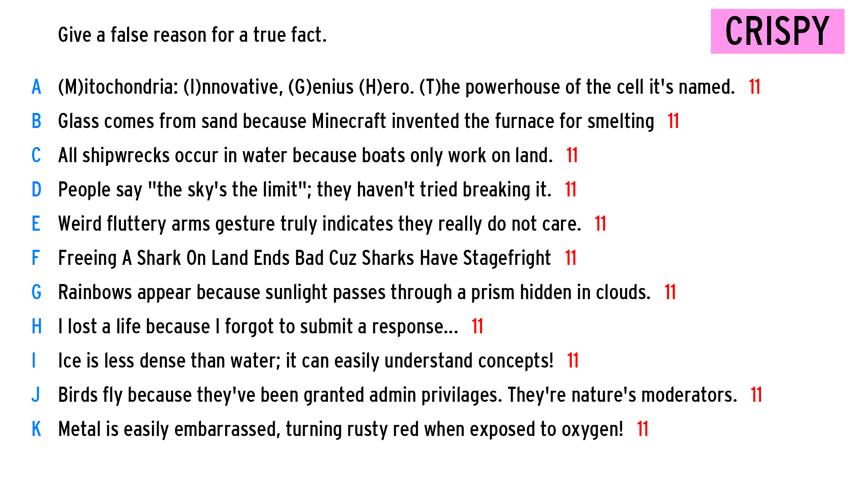 Give a false reason for a true fact.
CRISPY
A (M)itochondria: (I)nnovative, (G)enius (H)ero. (T)he powerhouse of the cell it's named. 11
B Glass comes from sand because Minecraft invented the furnace for smelting 11
C All shipwrecks occur in water because boats only work on land. 11
D People say "the sky's the limit"; they haven't tried breaking it. 11
E Weird fluttery arms gesture truly indicates they really do not care. 11
F Freeing A Shark On Land Ends Bad Cuz Sharks Have Stagefright 11
G Rainbows appear because sunlight passes through a prism hidden in clouds. 11
H I lost a life because I forgot to submit a response... 11
I Ice is less dense than water; it can easily understand concepts! 11
J Birds fly because they've been granted admin privilages. They're nature's moderators. 11
K Metal is easily embarrassed, turning rusty red when exposed to oxygen! 11